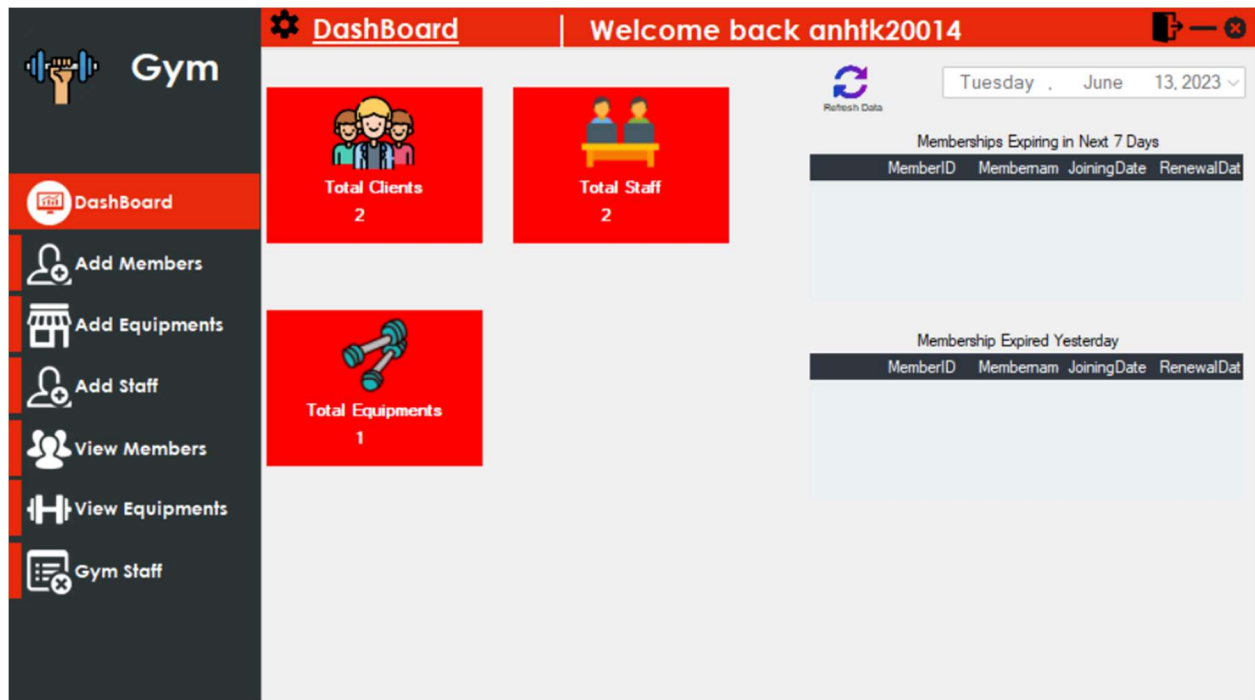 DashBoard
Welcome back anhtk20014
Gym
DashBoard
Add Members
Add Equipments
Add Staff
View Members
View Equipments
Gym Staff
Total Clients
2
Total Staff
2
Total Equipments
1
Refresh Data
Tuesday , June 13, 2023
Memberships Expiring in Next 7 Days
MemberID Membernam JoiningDate RenewalDat
Membership Expired Yesterday
MemberID Membernam JoiningDate RenewalDat